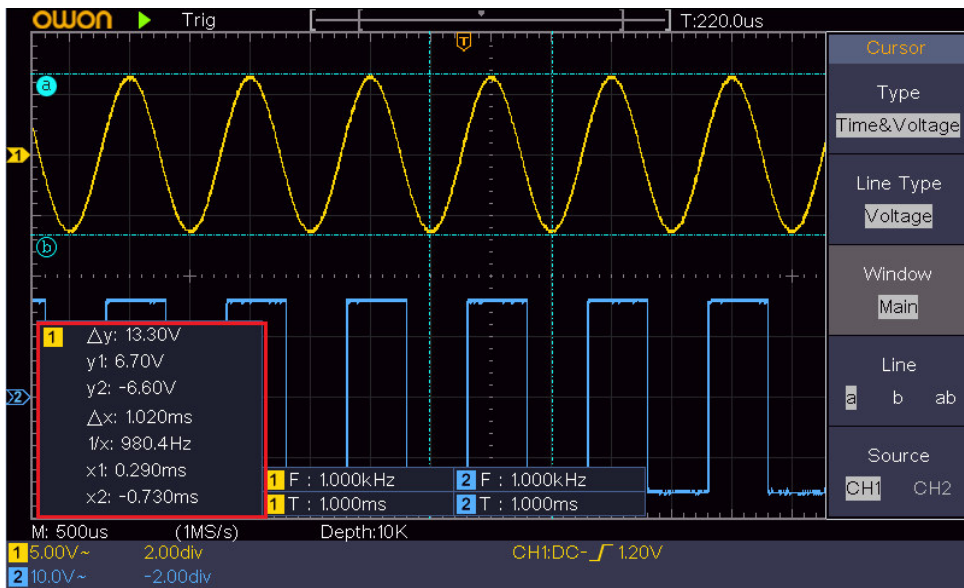 owon Trig T T:220.0us
Cursor
T
a
Type
Time&Voltage
1
Line Type
Voltage
b
Window
Main
1 △y: 13.30V
y1: 6.70V
y2: -6.60V
△x: 1.020ms
1/x: 980.4Hz
x1: 0.290ms
x2: -0.730ms
2
Line
a b ab
Source
CH1 CH2
1 F : 1.000kHz 2 F : 1.000kHz
1 T : 1.000ms 2 T : 1.000ms
M: 500us (1MS/s) Depth:10K
1 5.00V~ 2.00div CH1:DC- 1.20V
2 10.0V~ -2.00div